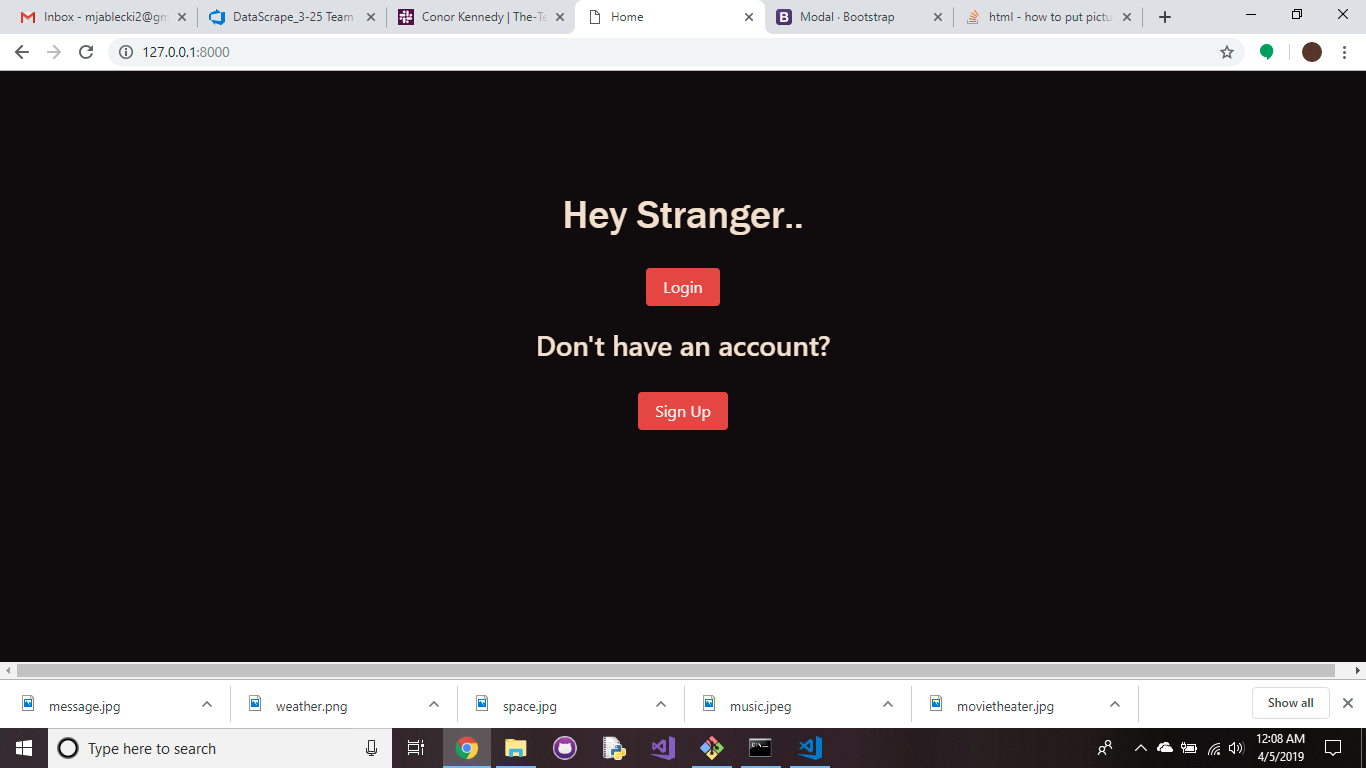 Inbox - mjablecki2@gm
DataScrape_3-25 Team
Conor Kennedy | The-Te
Home
Modal · Bootstrap
html - how to put pictu
127.0.0.1:8000
Hey Stranger..
Login
Don't have an account?
Sign Up
message.jpg
weather.png
space.jpg
music.jpeg
movietheater.jpg
Show all
Type here to search
12:08 AM
4/5/2019